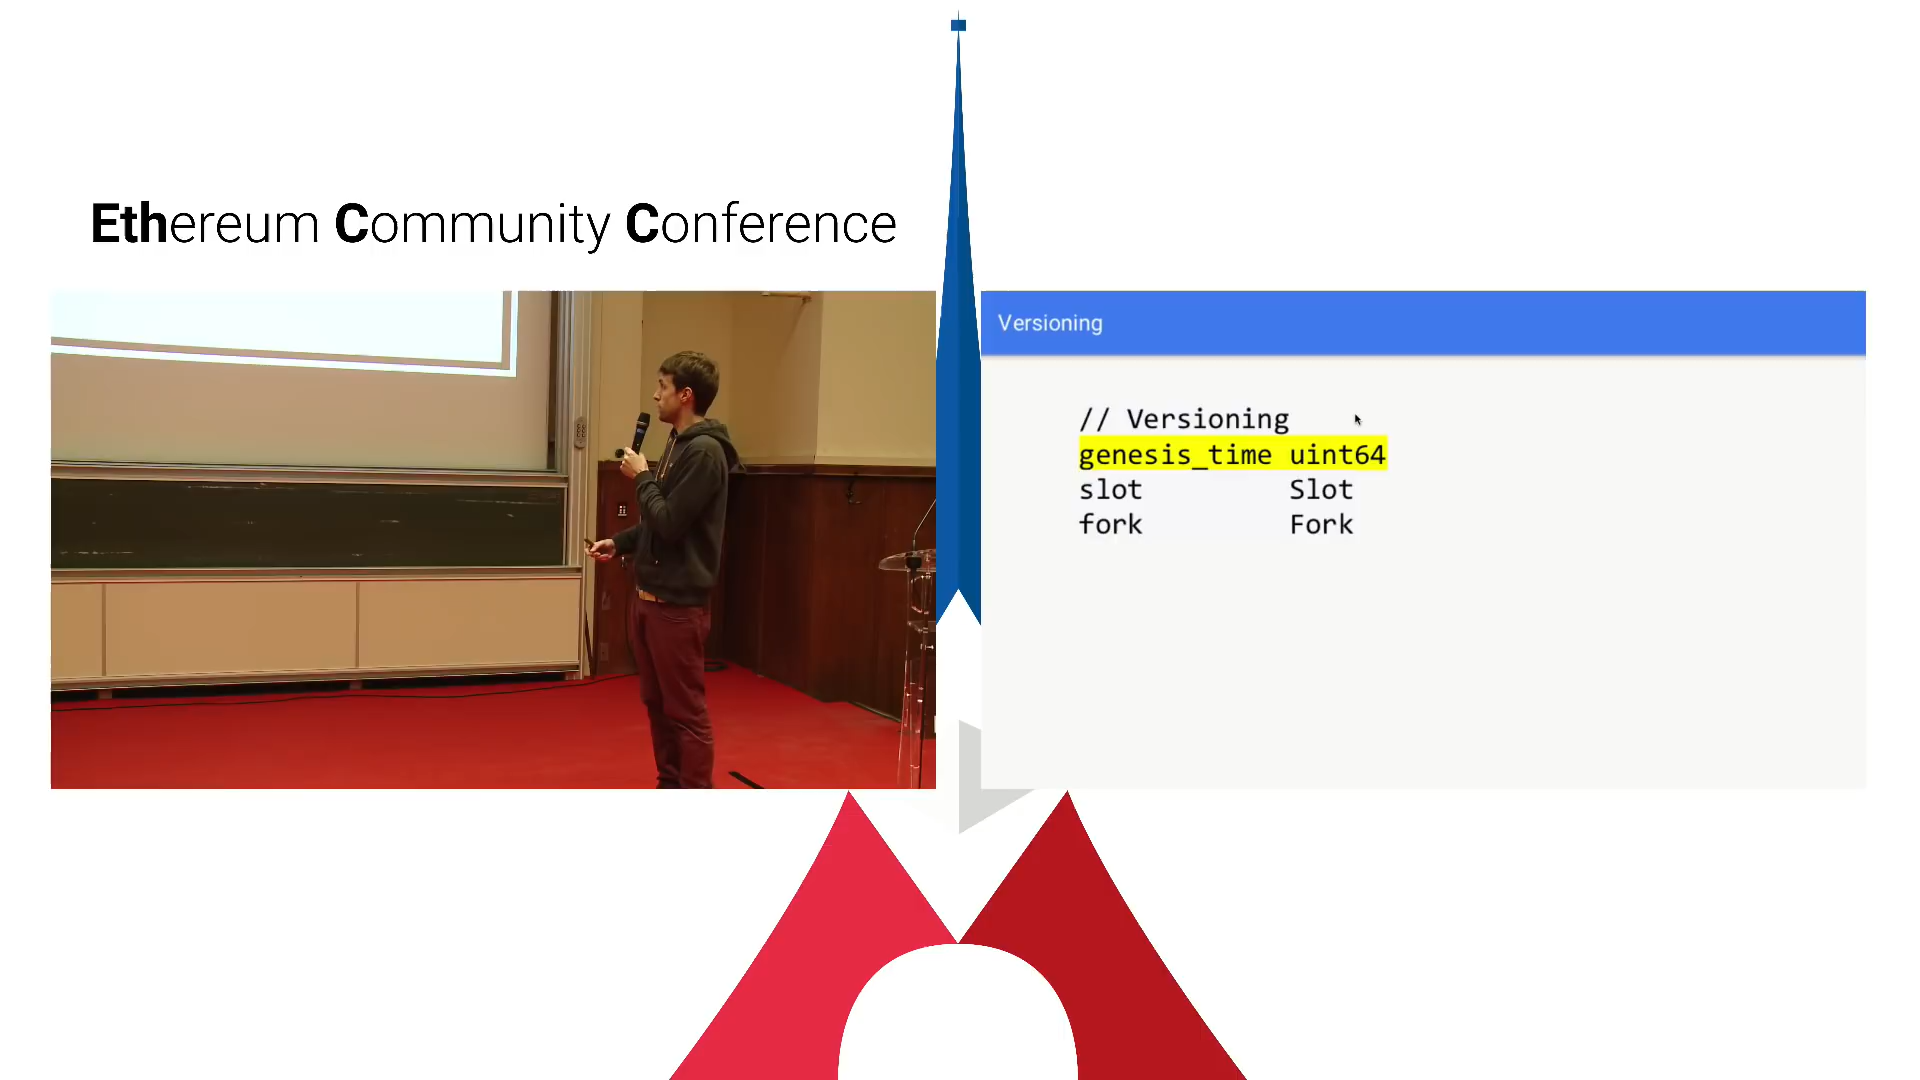 Ethereum Community Conference
Versioning
// Versioning
genesis_time uint64
slot Slot
fork Fork